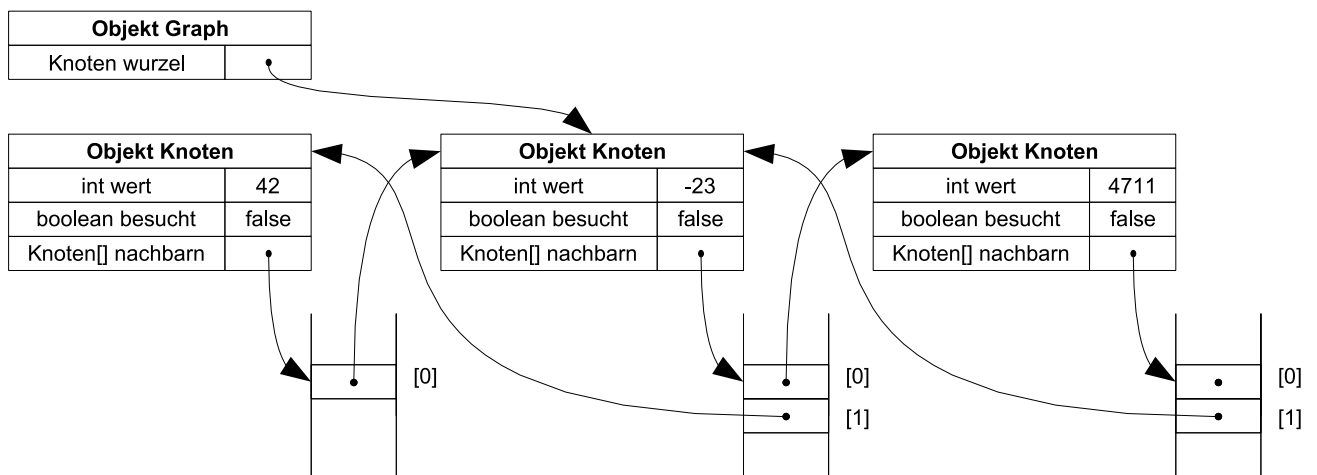 Objekt Graph
Knoten wurzel
Objekt Knoten
int wert 42
boolean besucht false
Knoten[] nachbarn
Objekt Knoten
int wert -23
boolean besucht false
Knoten[] nachbarn
Objekt Knoten
int wert 4711
boolean besucht false
Knoten[] nachbarn
[0]
[0]
[1]
[0]
[1]